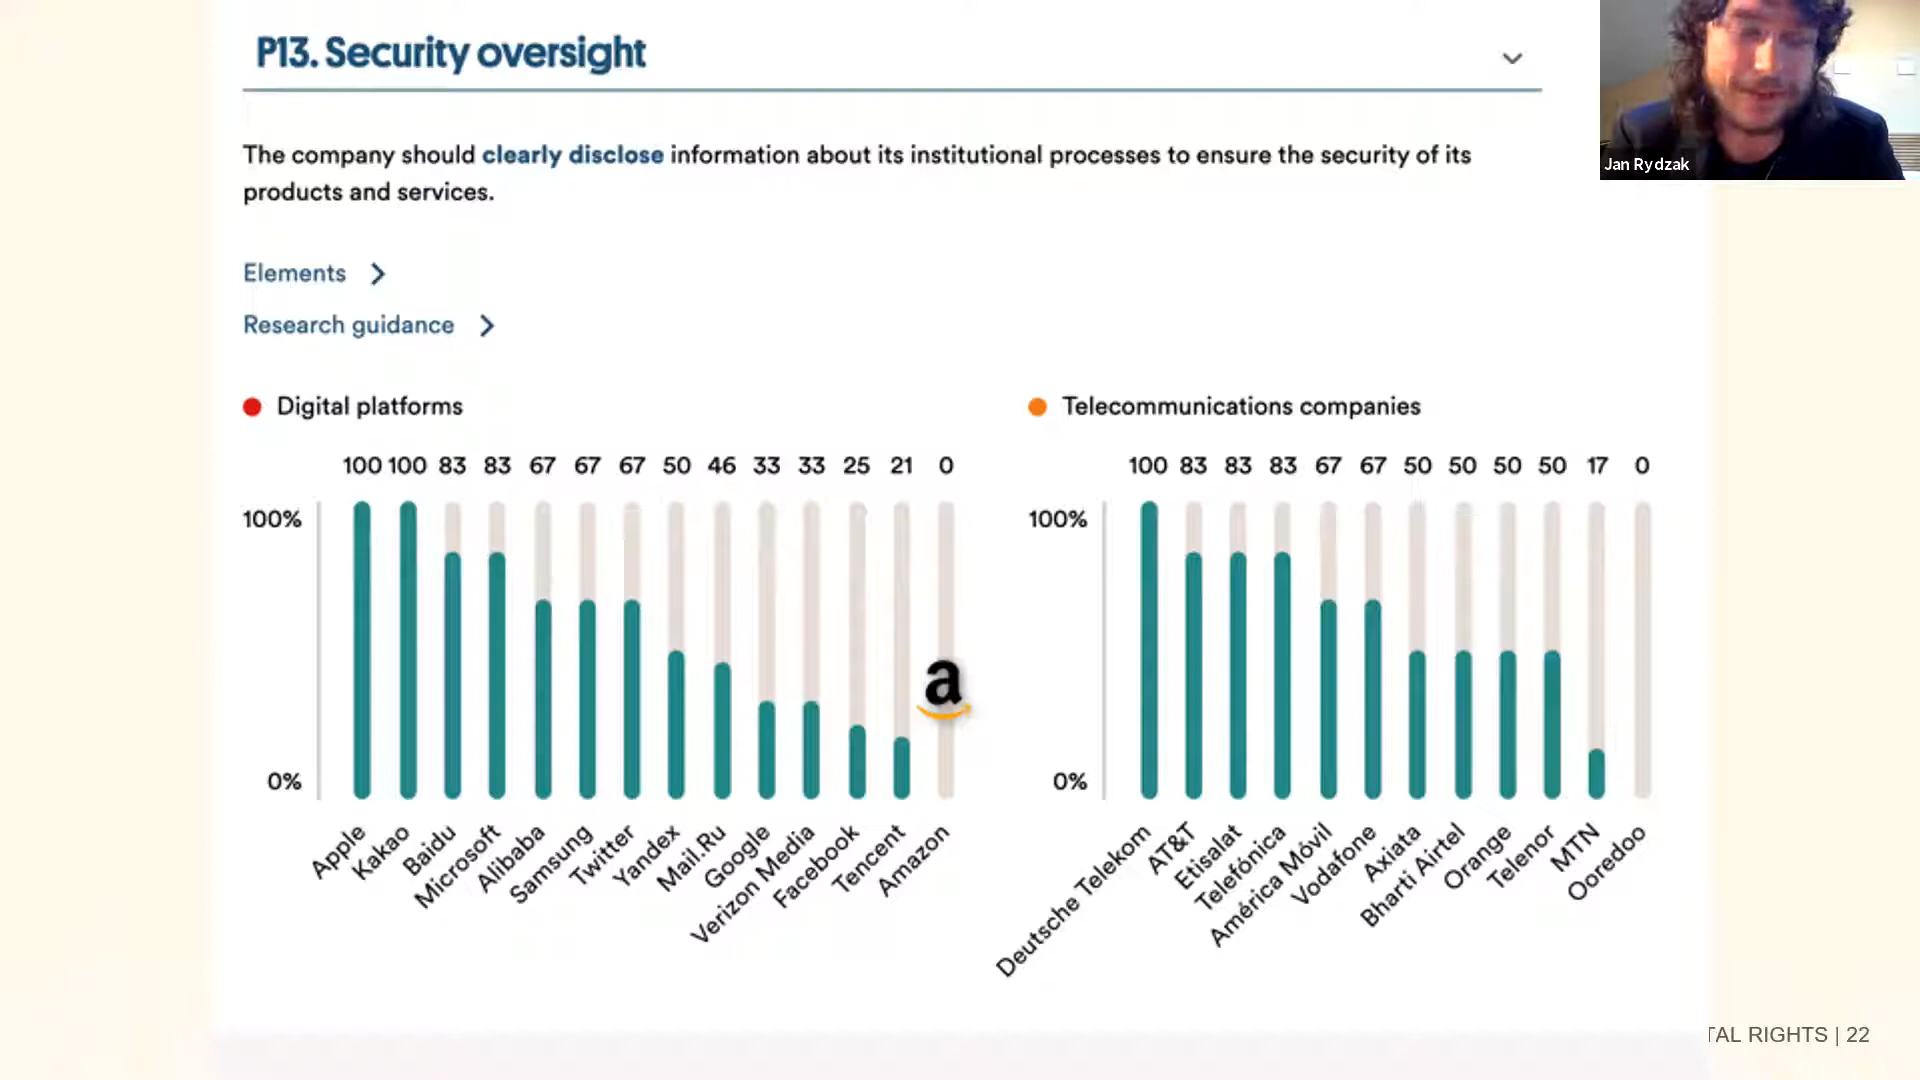 P13. Security oversight
Jan Rydzak
The company should clearly disclose information about its institutional processes to ensure the security of its
products and services.
Elements
Research guidance
Digital platforms
100 100 83 83 67 67 67 50 46 33 33 25 21 0
100%
0%
a
Apple
Kakao
Baidu
Microsoft
Alibaba
Samsung
Twitter
Yandex
Mail.Ru
Google
Verizon Media
Facebook
Tencent
Amazon
Telecommunications companies
100 83 83 83 67 67 50 50 50 50 17 0
100%
0%
Deutsche Telekom
AT&T
Etisalat
Telefónica
América Móvil
Vodafone
Axiata
Bharti Airtel
Orange
Telenor
MTN
Ooredoo
TAL RIGHTS | 22